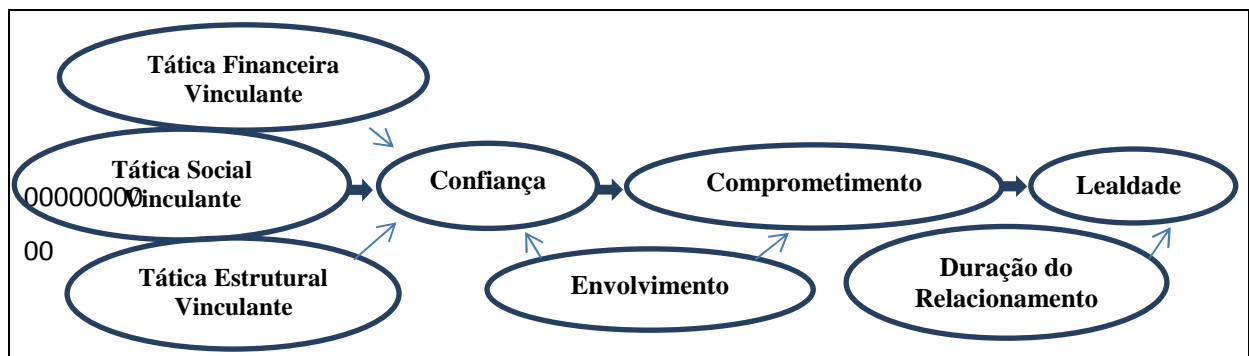 Tática Financeira
Vinculante
Tática Social
00000000
Vinculante
00
Tática Estrutural
Vinculante
Confiança
Comprometimento
Lealdade
Envolvimento
Duração do
Relacionamento